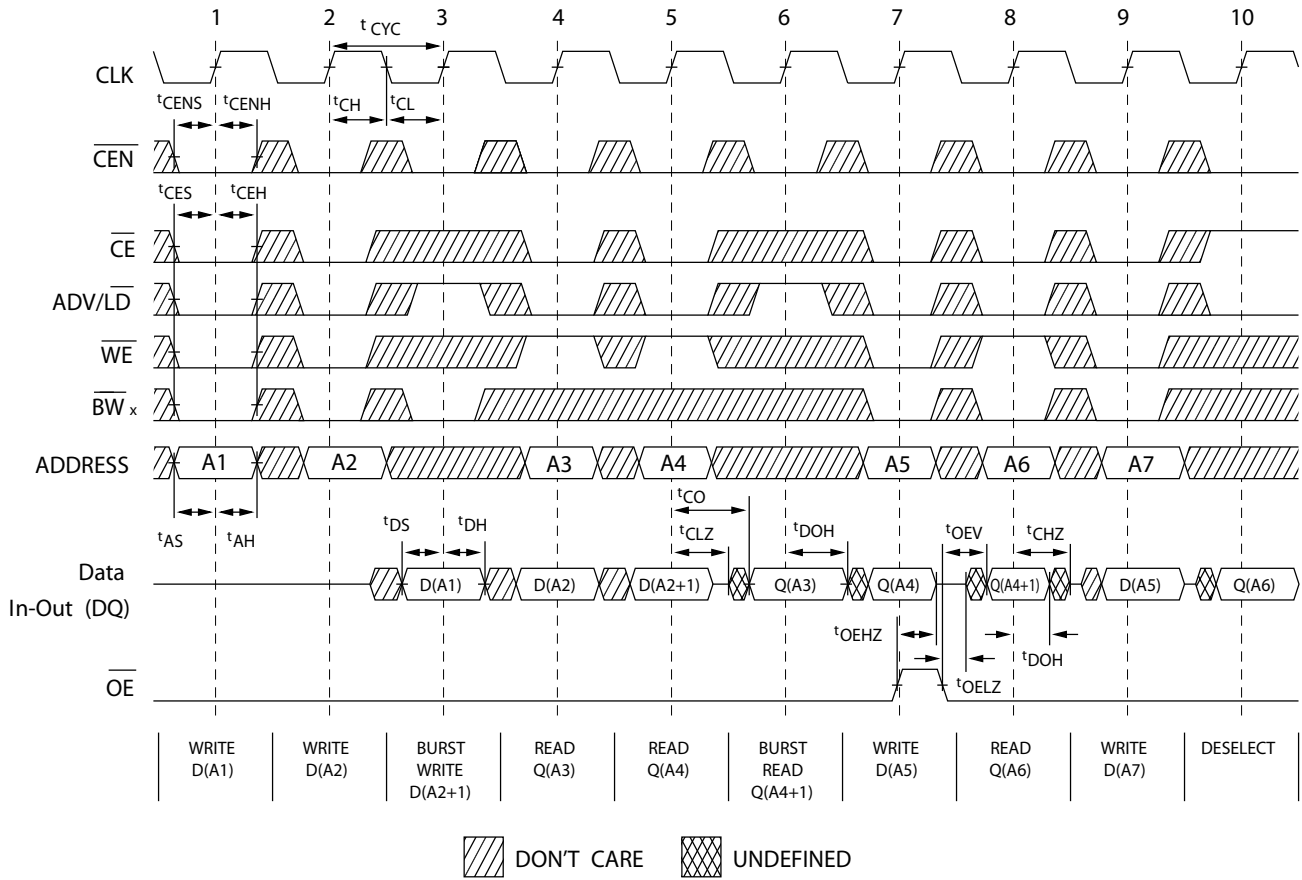 1 2 3 4 5 6 7 8 9 10
t CYC
CLK
tCENS tCENH tCH tCL
CEN
tCES tCEH
CE
ADV/LD
WE
BW x
ADDRESS A1 A2 A3 A4 A5 A6 A7
tCO
tAS tAH tDS tDH tCLZ tDOH tOEV tCHZ
Data
In-Out (DQ) D(A1) D(A2) D(A2+1) Q(A3) Q(A4) Q(A4+1) D(A5) Q(A6)
tOEHZ tDOH
tOELZ
OE
WRITE
D(A1)
WRITE
D(A2)
BURST
WRITE
D(A2+1)
READ
Q(A3)
READ
Q(A4)
BURST
READ
Q(A4+1)
WRITE
D(A5)
READ
Q(A6)
WRITE
D(A7)
DESELECT
DON'T CARE UNDEFINED